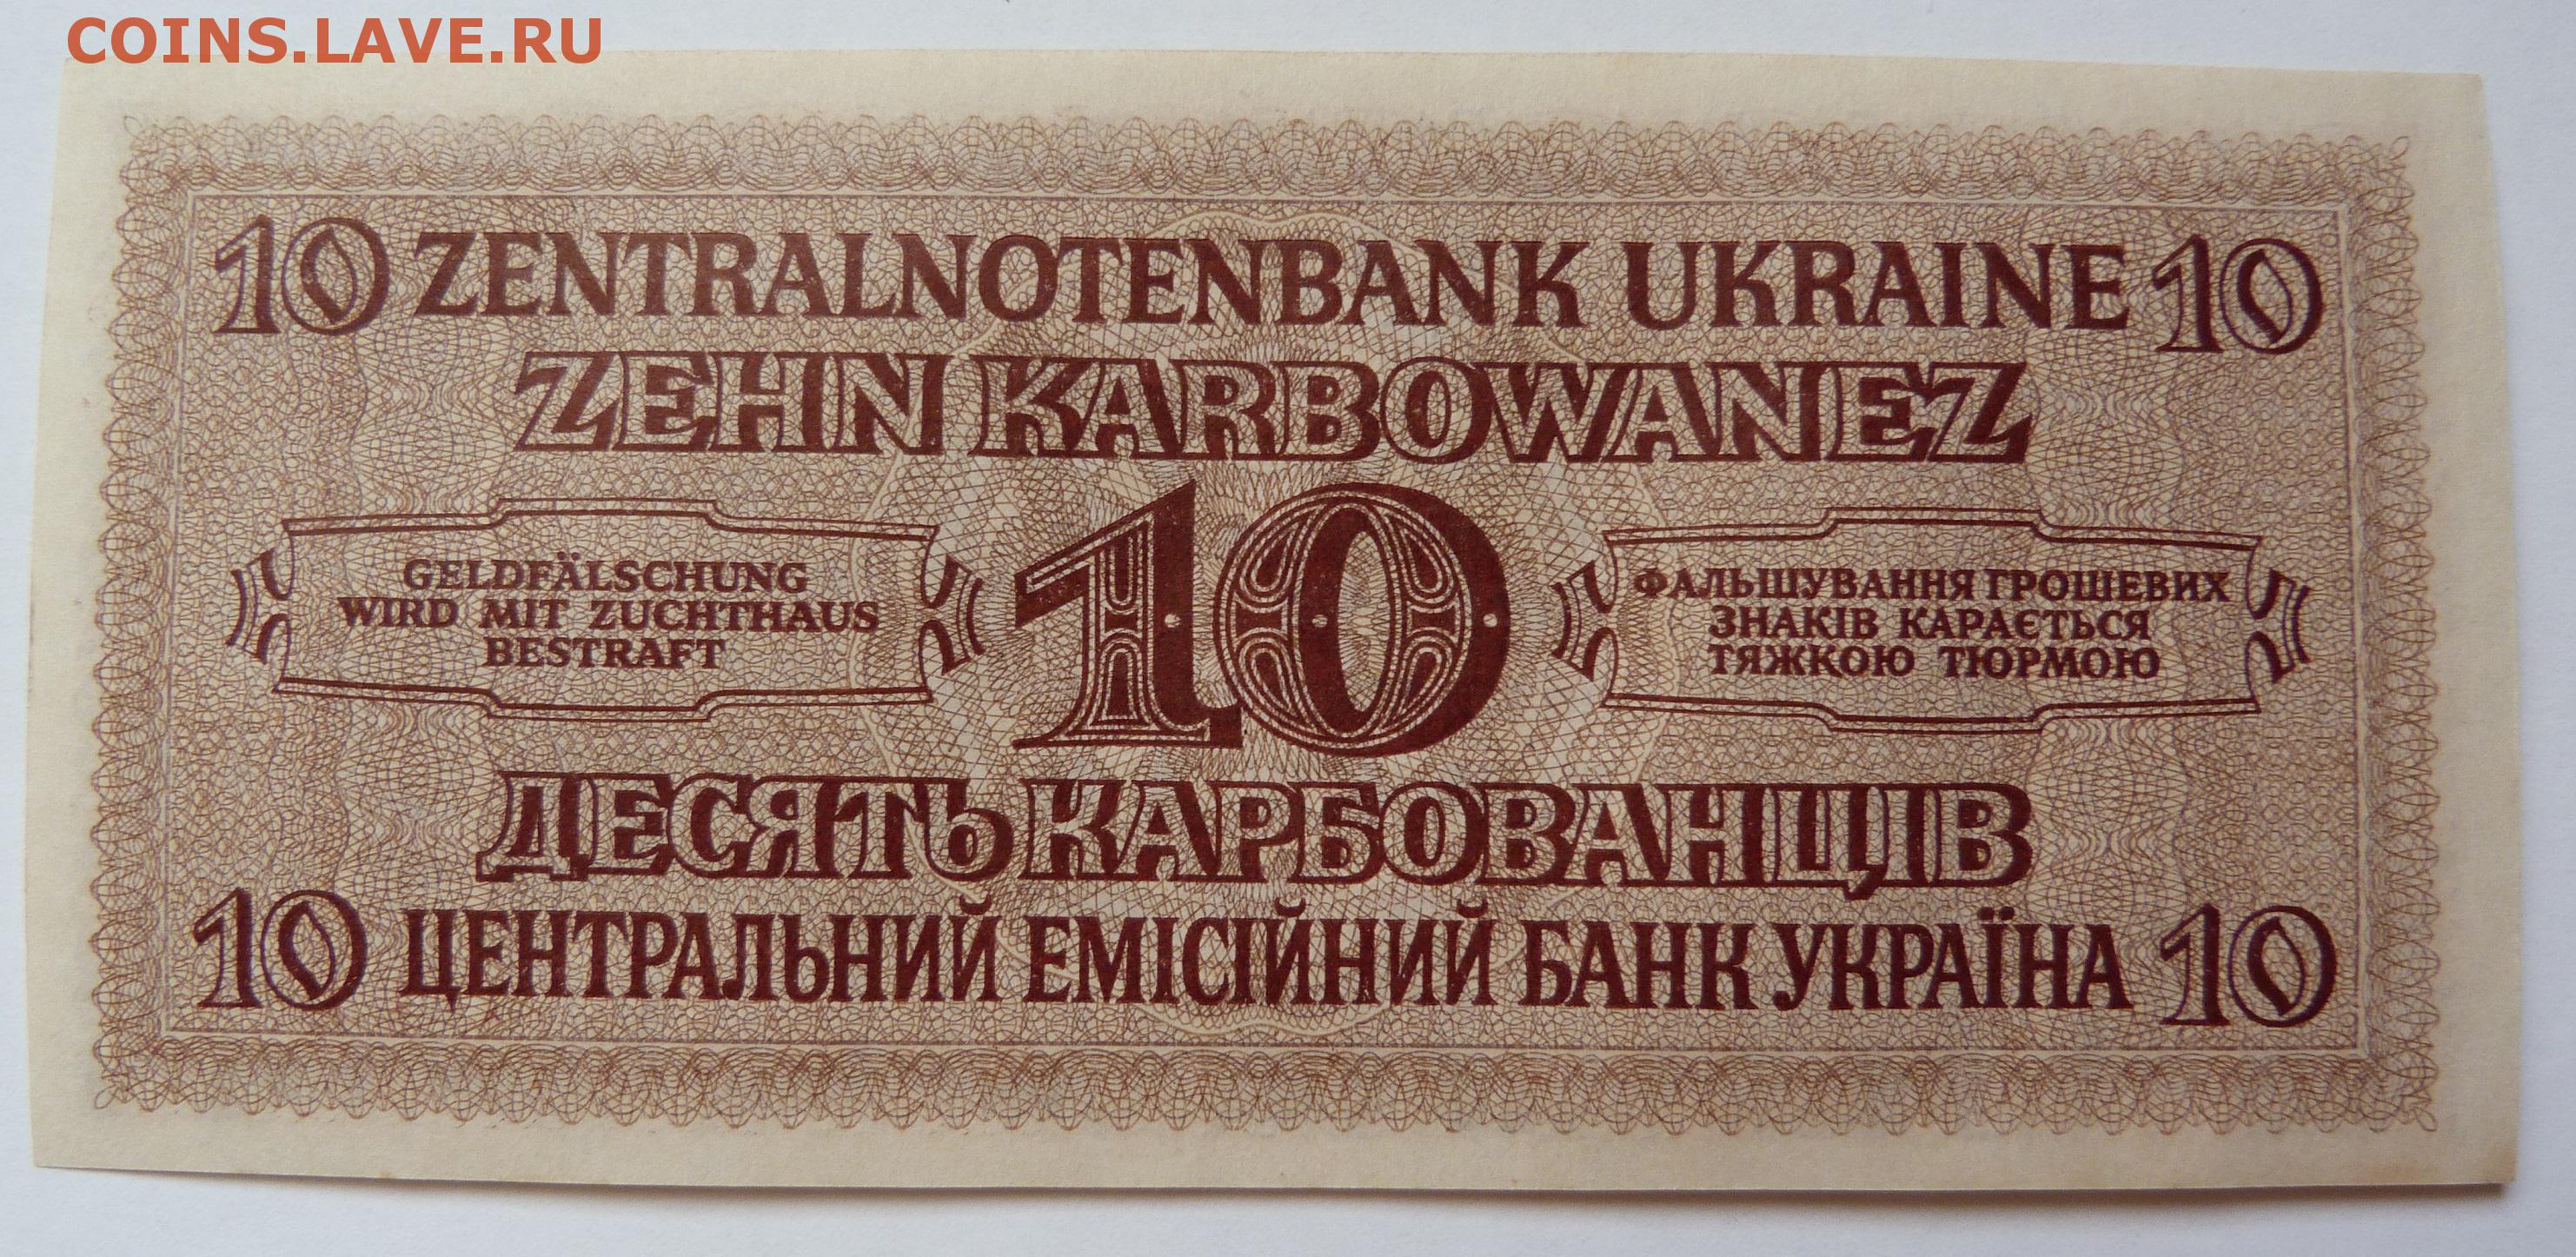 COINS.LAVE.RU
10 ZENTRALNOTENBANK UKRAINE 10
ZEHN KARBOWANEZ
GELDFÄLSCHUNG
WIRD MIT ZUCHTHAUS
BESTRAFT
10
ФАЛЬШУВАННЯ ГРОШЕВИХ
ЗНАКІВ КАРАЄТЬСЯ
ТЯЖКОЮ ТЮРМОЮ
ДЕСЯТЬ КАРБОВАНЦІВ
10 ЦЕНТРАЛЬНИЙ ЕМІСІЙНИЙ БАНК УКРАЇНА 10